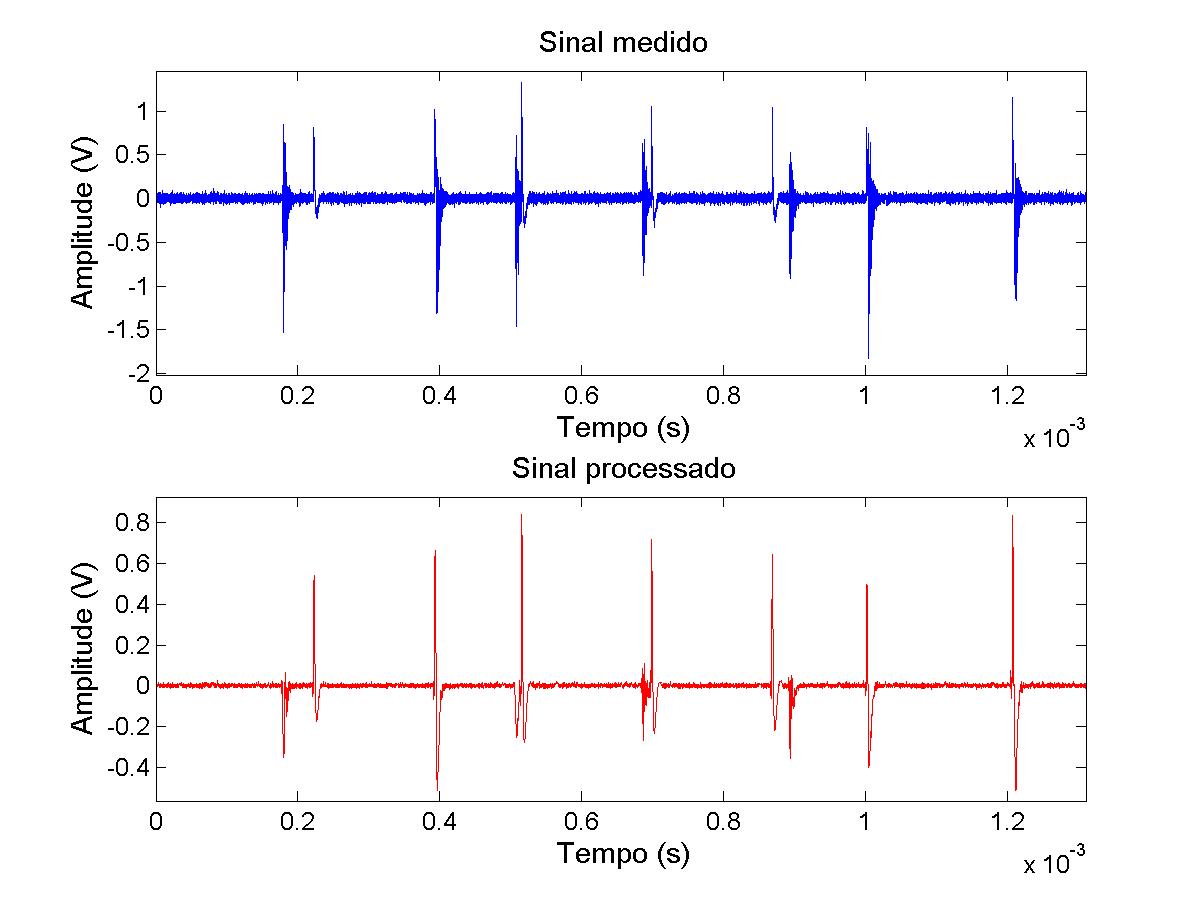 Sinal medido
Amplitude (V)
1
0.5
0
-0.5
-1
-1.5
-2
0 0.2 0.4 0.6 0.8 1 1.2
Tempo (s)
x 10-3
Sinal processado
Amplitude (V)
0.8
0.6
0.4
0.2
0
-0.2
-0.4
0 0.2 0.4 0.6 0.8 1 1.2
Tempo (s)
x 10-3